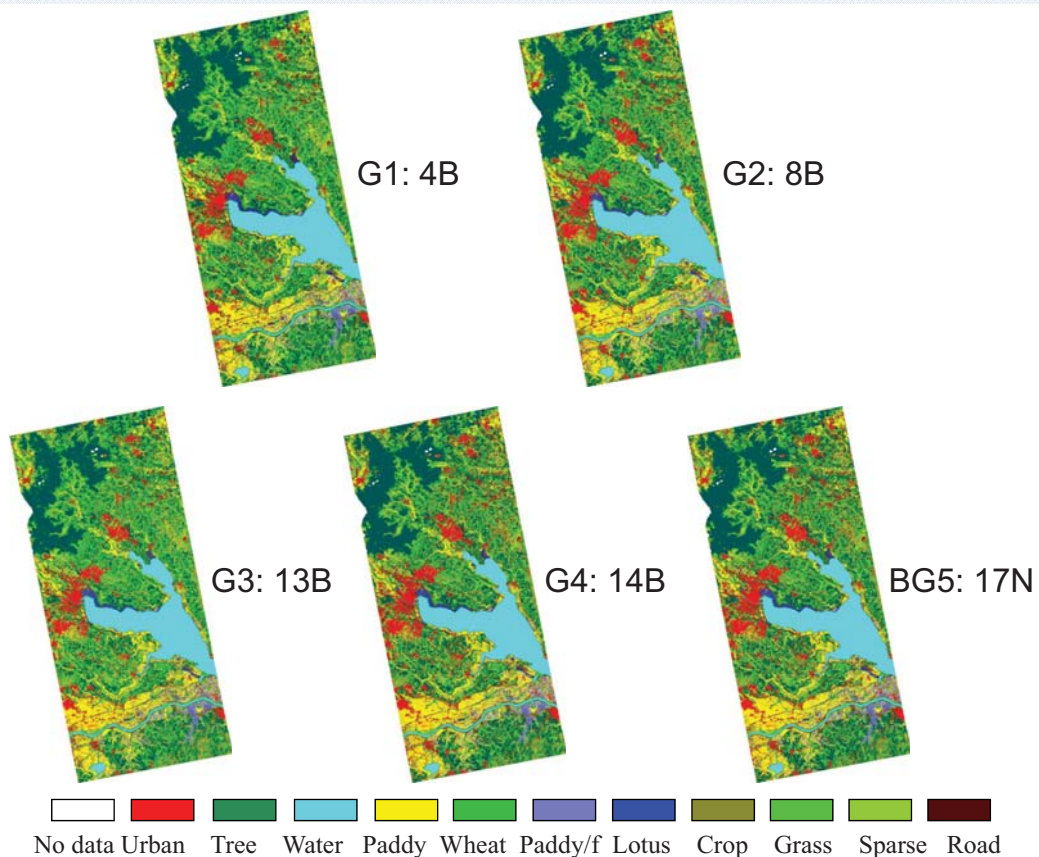 G1: 4B
G2: 8B
G3: 13B
G4: 14B
BG5: 17N
No data Urban Tree Water Paddy Wheat Paddy/f Lotus Crop Grass Sparse Road